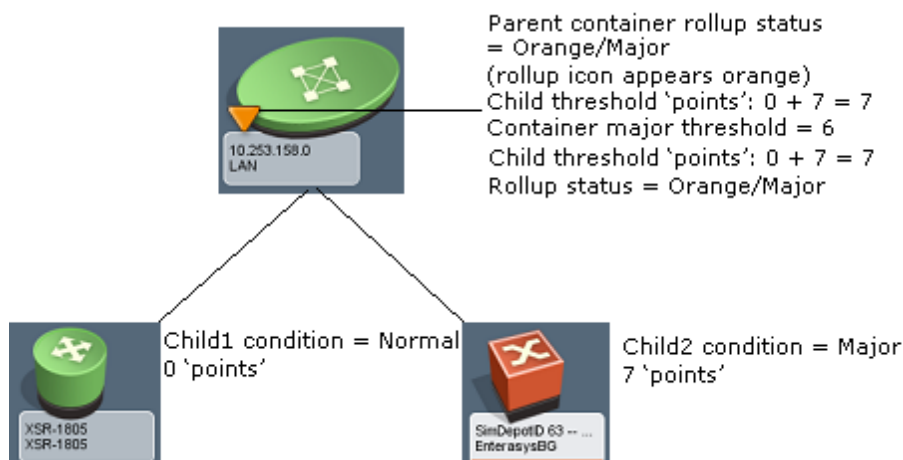 Parent container rollup status
= Orange/Major
(rollup icon appears orange)
Child threshold ‘points’: 0 + 7 = 7
Container major threshold = 6
Child threshold ‘points’: 0 + 7 = 7
Rollup status = Orange/Major
10.253.158.0
LAN
Child1 condition = Normal
0 ‘points’
Child2 condition = Major
7 ‘points’
XSR-1805
XSR-1805
SimDepotID 63 -- ...
EnterasysBG